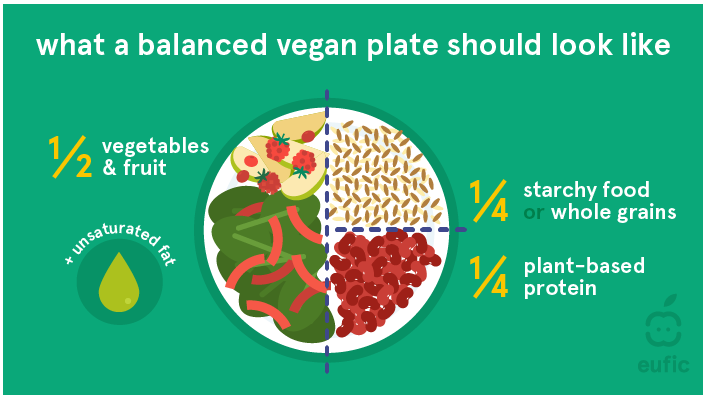 what a balanced vegan plate should look like
1/2 vegetables
& fruit
+ unsaturated fat
1/4 starchy food
or whole grains
1/4 plant-based
protein
eufic